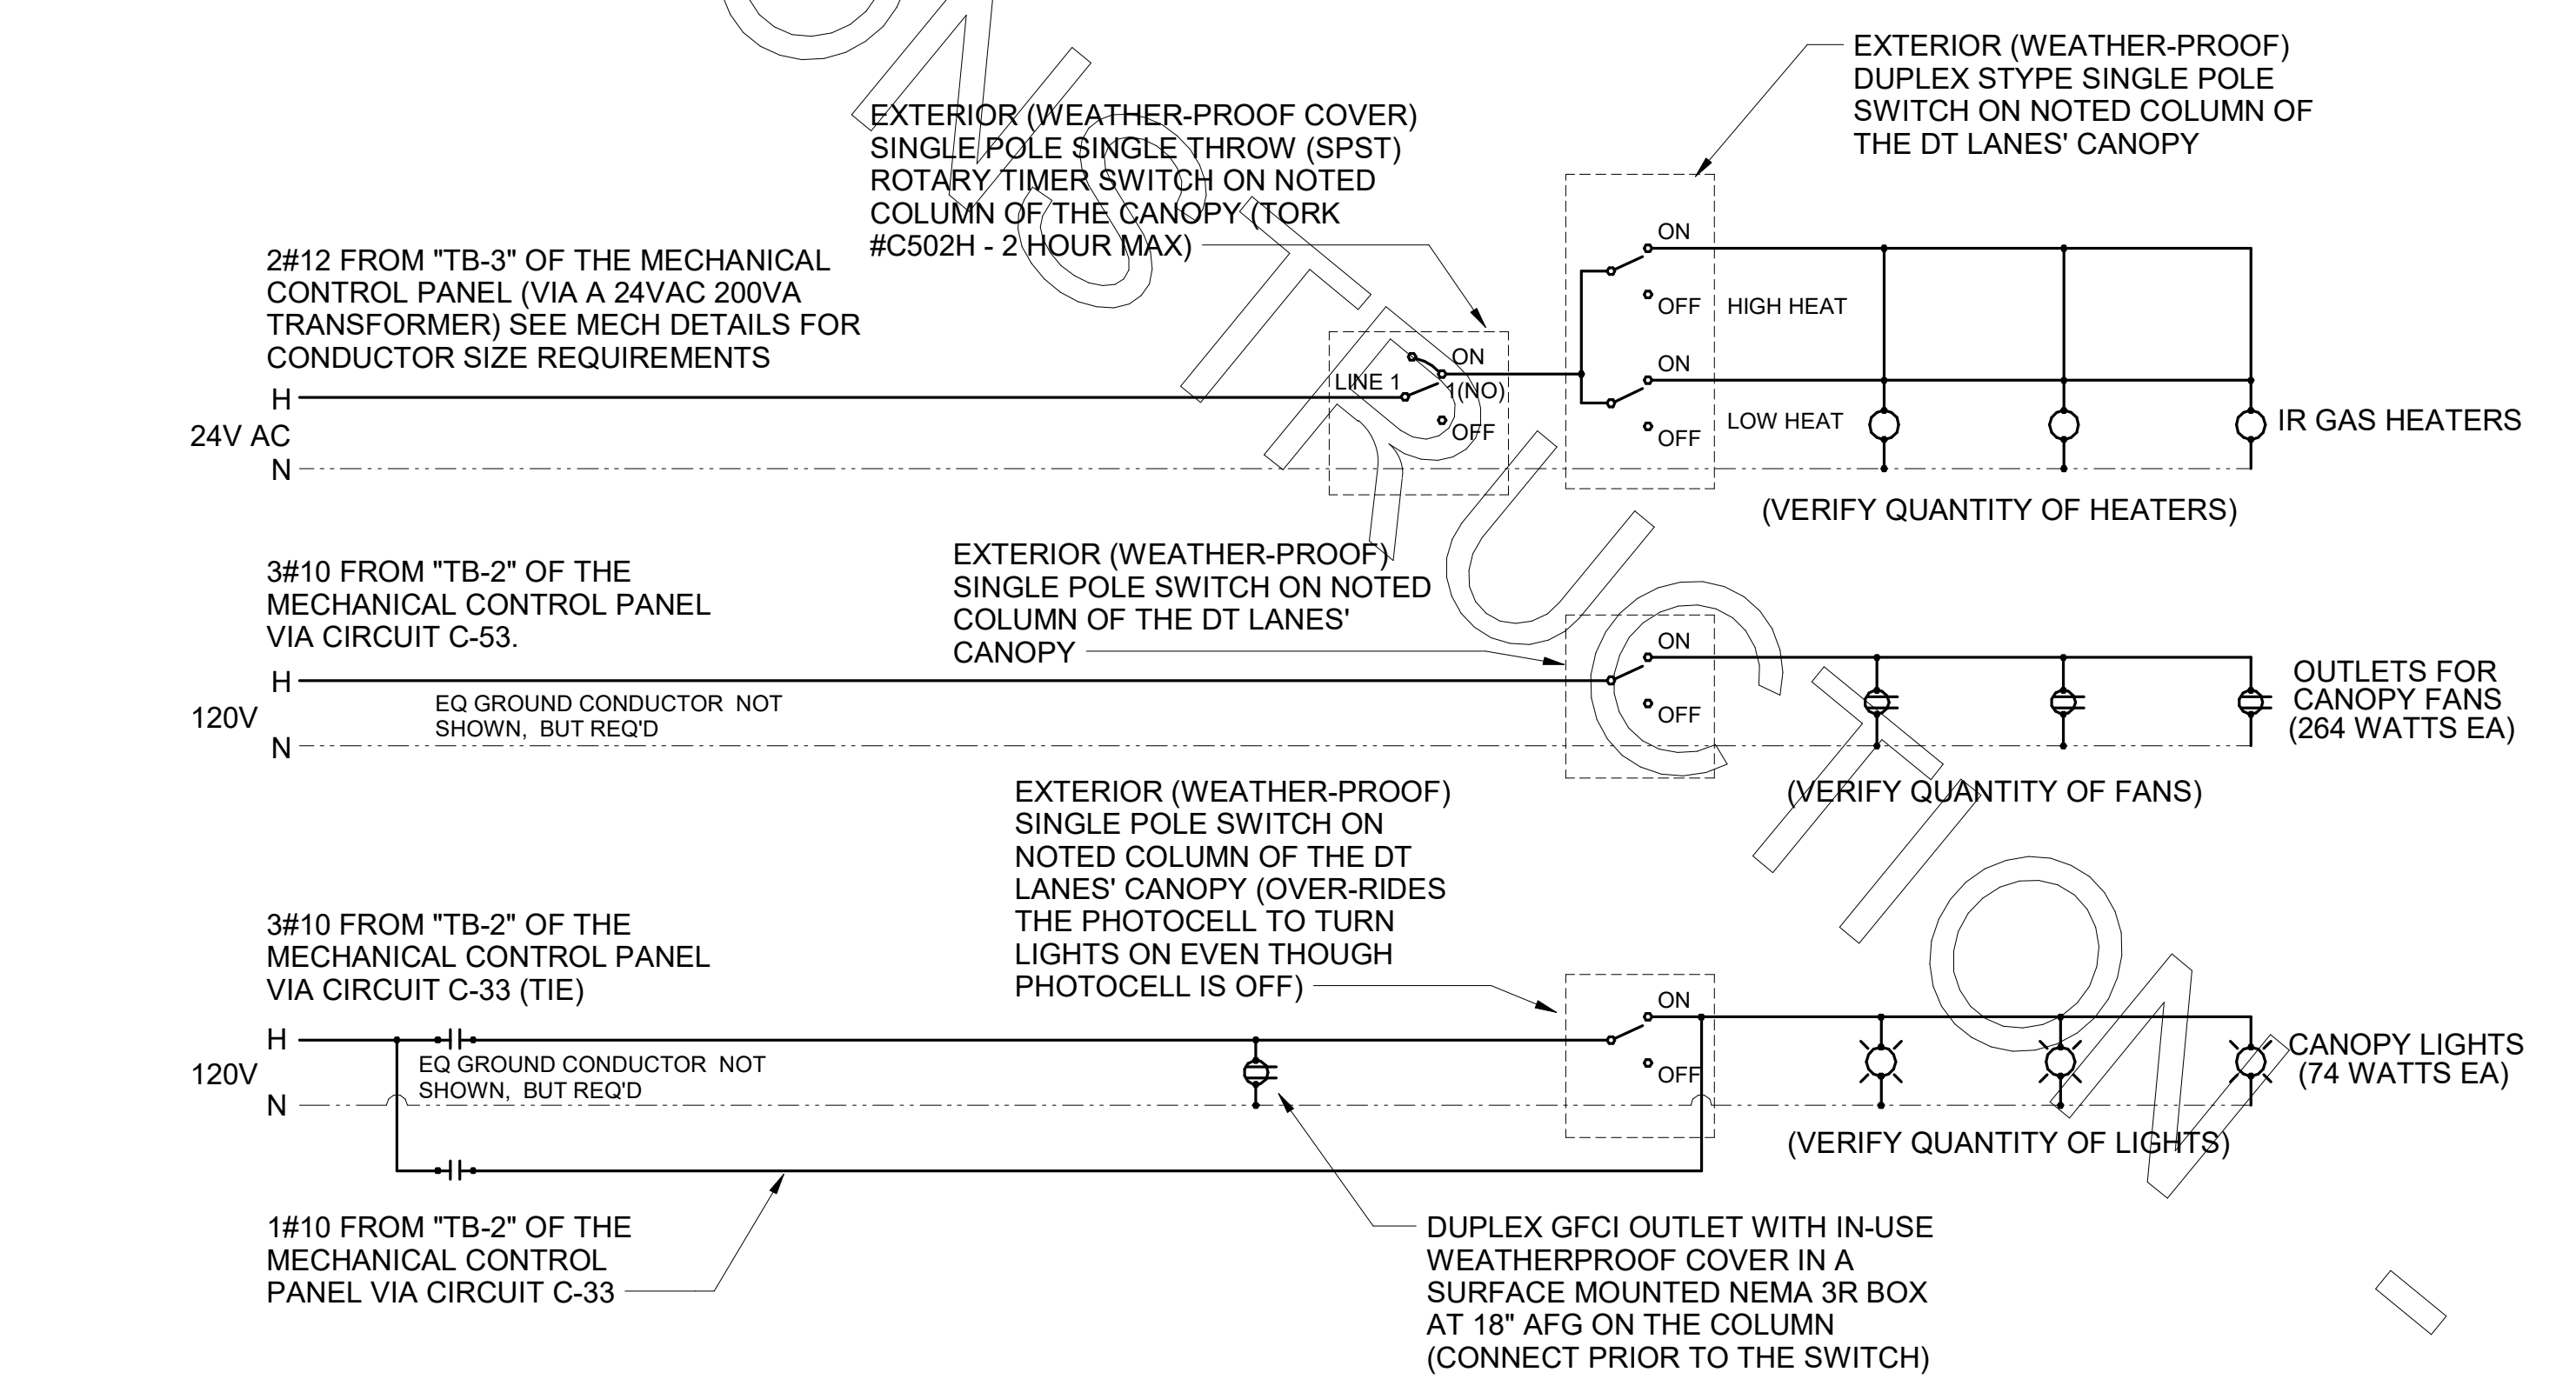 EXTERIOR (WEATHER-PROOF)
DUPLEX STYPE SINGLE POLE
SWITCH ON NOTED COLUMN OF
THE DT LANES' CANOPY
EXTERIOR (WEATHER-PROOF COVER)
SINGLE POLE SINGLE THROW (SPST)
ROTARY TIMER SWITCH ON NOTED
COLUMN OF THE CANOPY (TORK
#C502H - 2 HOUR MAX)
2#12 FROM "TB-3" OF THE MECHANICAL
CONTROL PANEL (VIA A 24VAC 200VA
TRANSFORMER) SEE MECH DETAILS FOR
CONDUCTOR SIZE REQUIREMENTS
H
24V AC
N
LINE 1
ON
1(NO)
OFF
ON
OFF
HIGH HEAT
ON
OFF
LOW HEAT
IR GAS HEATERS
(VERIFY QUANTITY OF HEATERS)
3#10 FROM "TB-2" OF THE
MECHANICAL CONTROL PANEL
VIA CIRCUIT C-53.
EXTERIOR (WEATHER-PROOF)
SINGLE POLE SWITCH ON NOTED
COLUMN OF THE DT LANES'
CANOPY
H
120V
N
EQ GROUND CONDUCTOR NOT
SHOWN, BUT REQ'D
ON
OFF
OUTLETS FOR
CANOPY FANS
(264 WATTS EA)
(VERIFY QUANTITY OF FANS)
EXTERIOR (WEATHER-PROOF)
SINGLE POLE SWITCH ON
NOTED COLUMN OF THE DT
LANES' CANOPY (OVER-RIDES
THE PHOTOCELL TO TURN
LIGHTS ON EVEN THOUGH
PHOTOCELL IS OFF)
3#10 FROM "TB-2" OF THE
MECHANICAL CONTROL PANEL
VIA CIRCUIT C-33 (TIE)
H
120V
N
EQ GROUND CONDUCTOR NOT
SHOWN, BUT REQ'D
ON
OFF
CANOPY LIGHTS
(74 WATTS EA)
(VERIFY QUANTITY OF LIGHTS)
1#10 FROM "TB-2" OF THE
MECHANICAL CONTROL
PANEL VIA CIRCUIT C-33
DUPLEX GFCI OUTLET WITH IN-USE
WEATHERPROOF COVER IN A
SURFACE MOUNTED NEMA 3R BOX
AT 18" AFG ON THE COLUMN
(CONNECT PRIOR TO THE SWITCH)
ONSTRUCTION